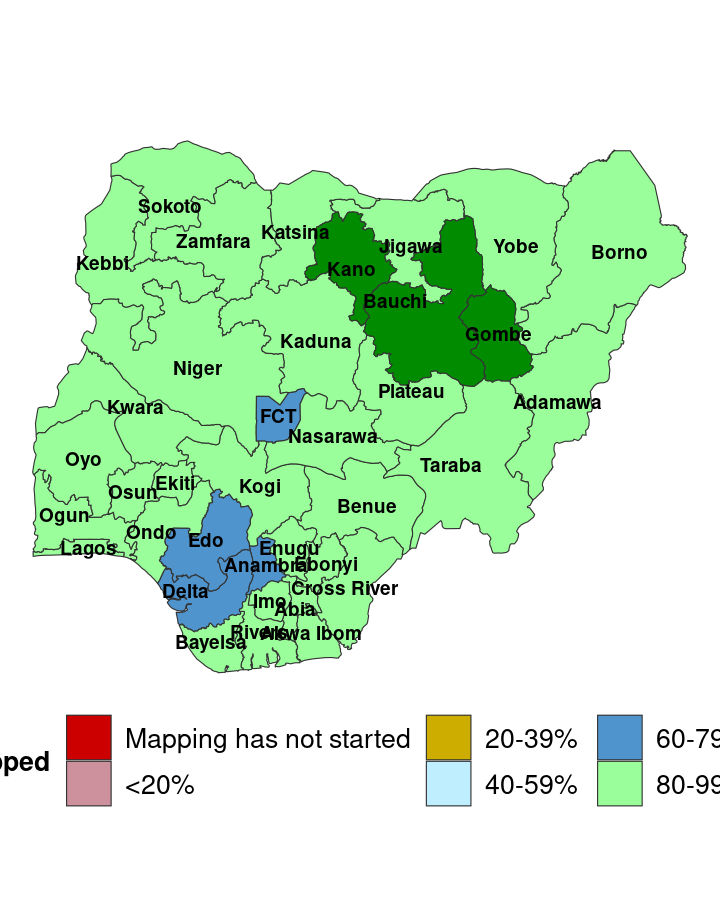 Sokoto
Katsina
Zamfara
Jigawa
Yobe
Borno
Kebbi
Kano
Bauchi
Gombe
Kaduna
Niger
Plateau
Adamawa
Kwara
FCT
Nasarawa
Oyo
Taraba
Ekiti
Kogi
Osun
Benue
Ogun
Ondo
Edo
Lagos
Enugu
Anambra
Ebonyi
Delta
Cross River
Imo
Abia
Rivers
Akwa Ibom
Bayelsa
Mapping has not started
20-39%
60-79
pped
<20%
40-59%
80-99